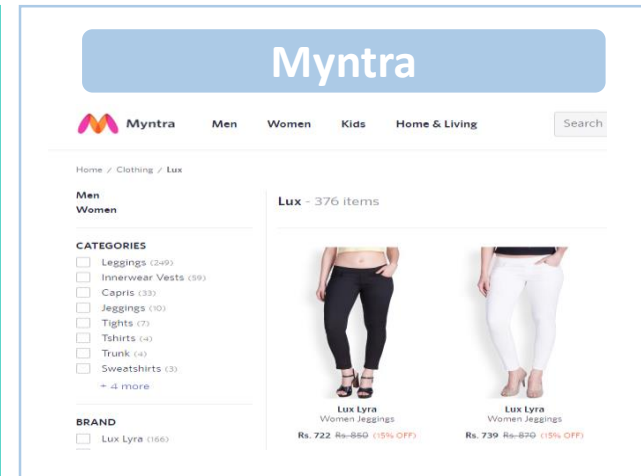 Myntra
Myntra Men Women Kids Home & Living Search
Home / Clothing / Lux
Men
Women
Lux - 376 items
CATEGORIES
Leggings (249)
Innerwear Vests (59)
Capris (33)
Jeggings (10)
Tights (7)
Tshirts (4)
Trunk (4)
Sweatshirts (3)
+ 4 more
BRAND
Lux Lyra (166)
Lux Lyra
Women Jeggings
Rs. 722 Rs. 850 (15% OFF)
Lux Lyra
Women Jeggings
Rs. 739 Rs. 870 (15% OFF)